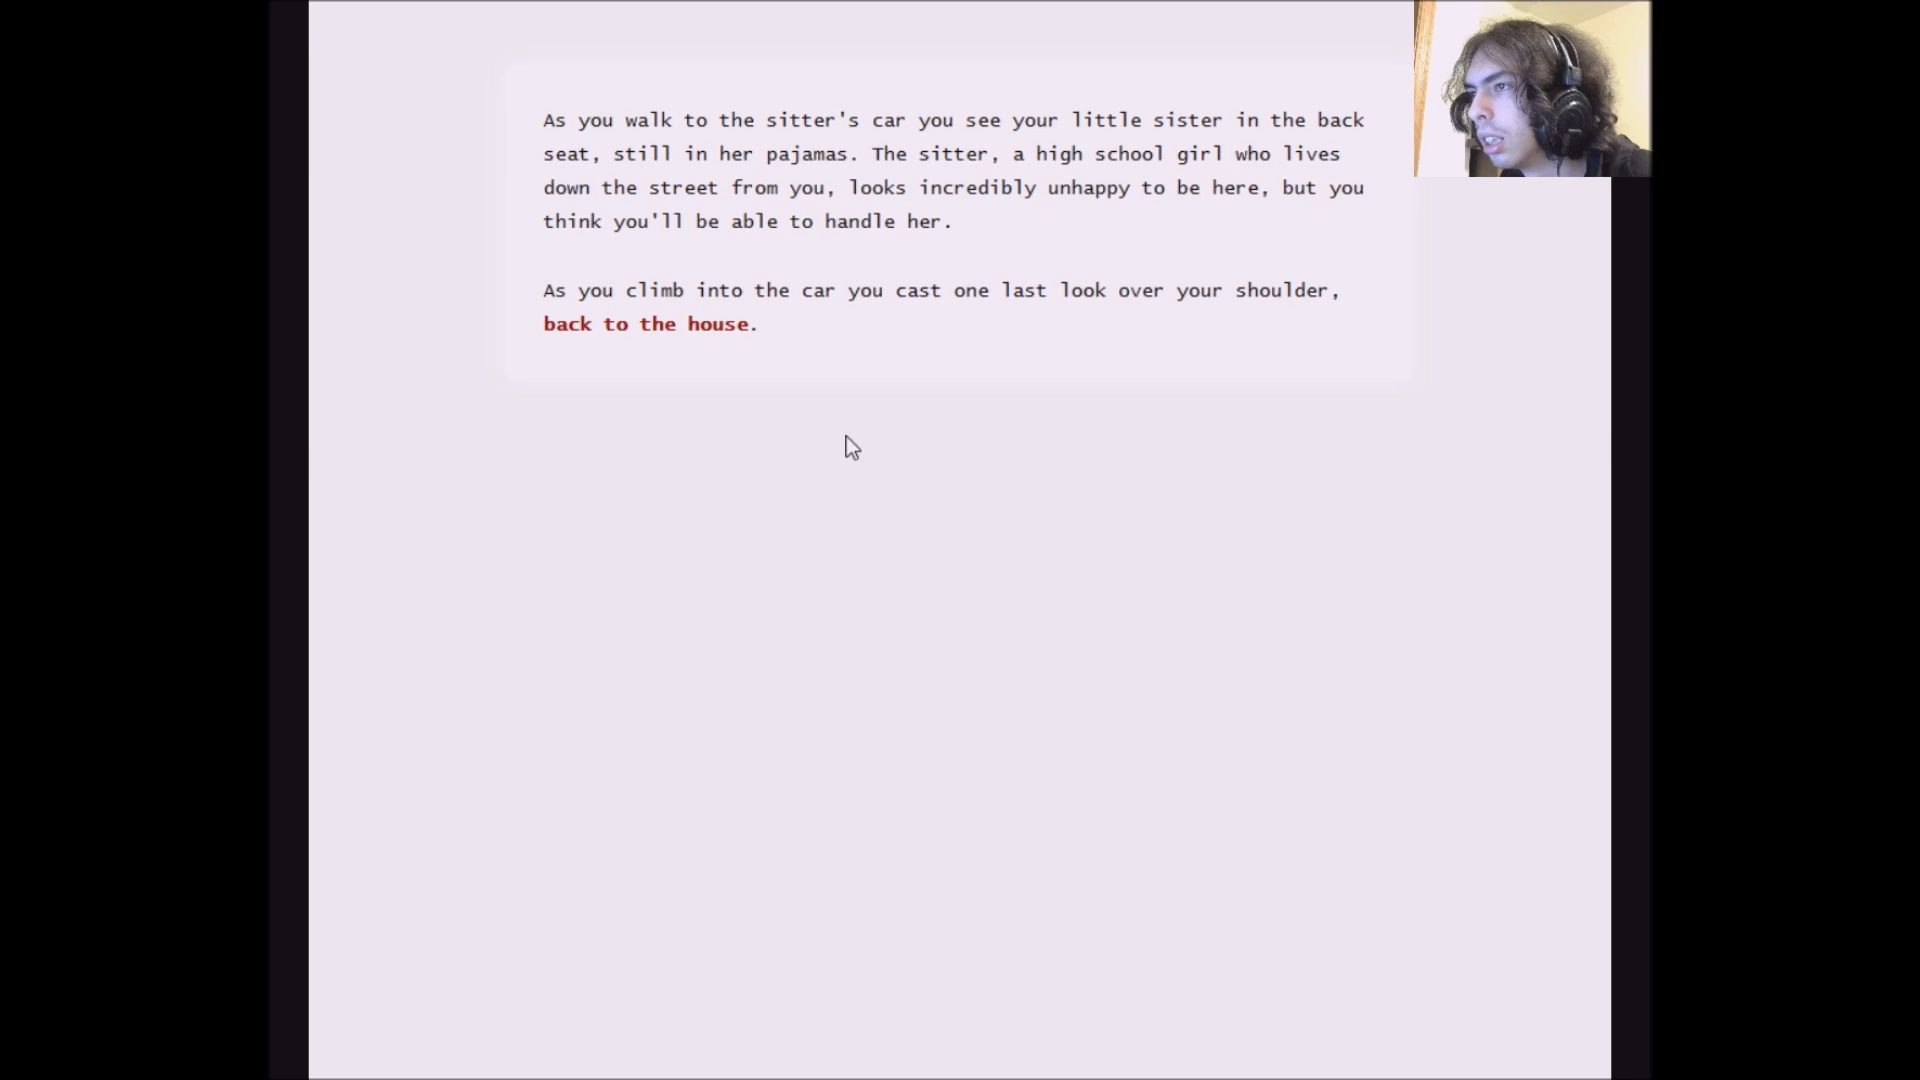 As you walk to the sitter's car you see your little sister in the back
seat, still in her pajamas. The sitter, a high school girl who lives
down the street from you, looks incredibly unhappy to be here, but you
think you'll be able to handle her.
As you climb into the car you cast one last look over your shoulder,
back to the house.